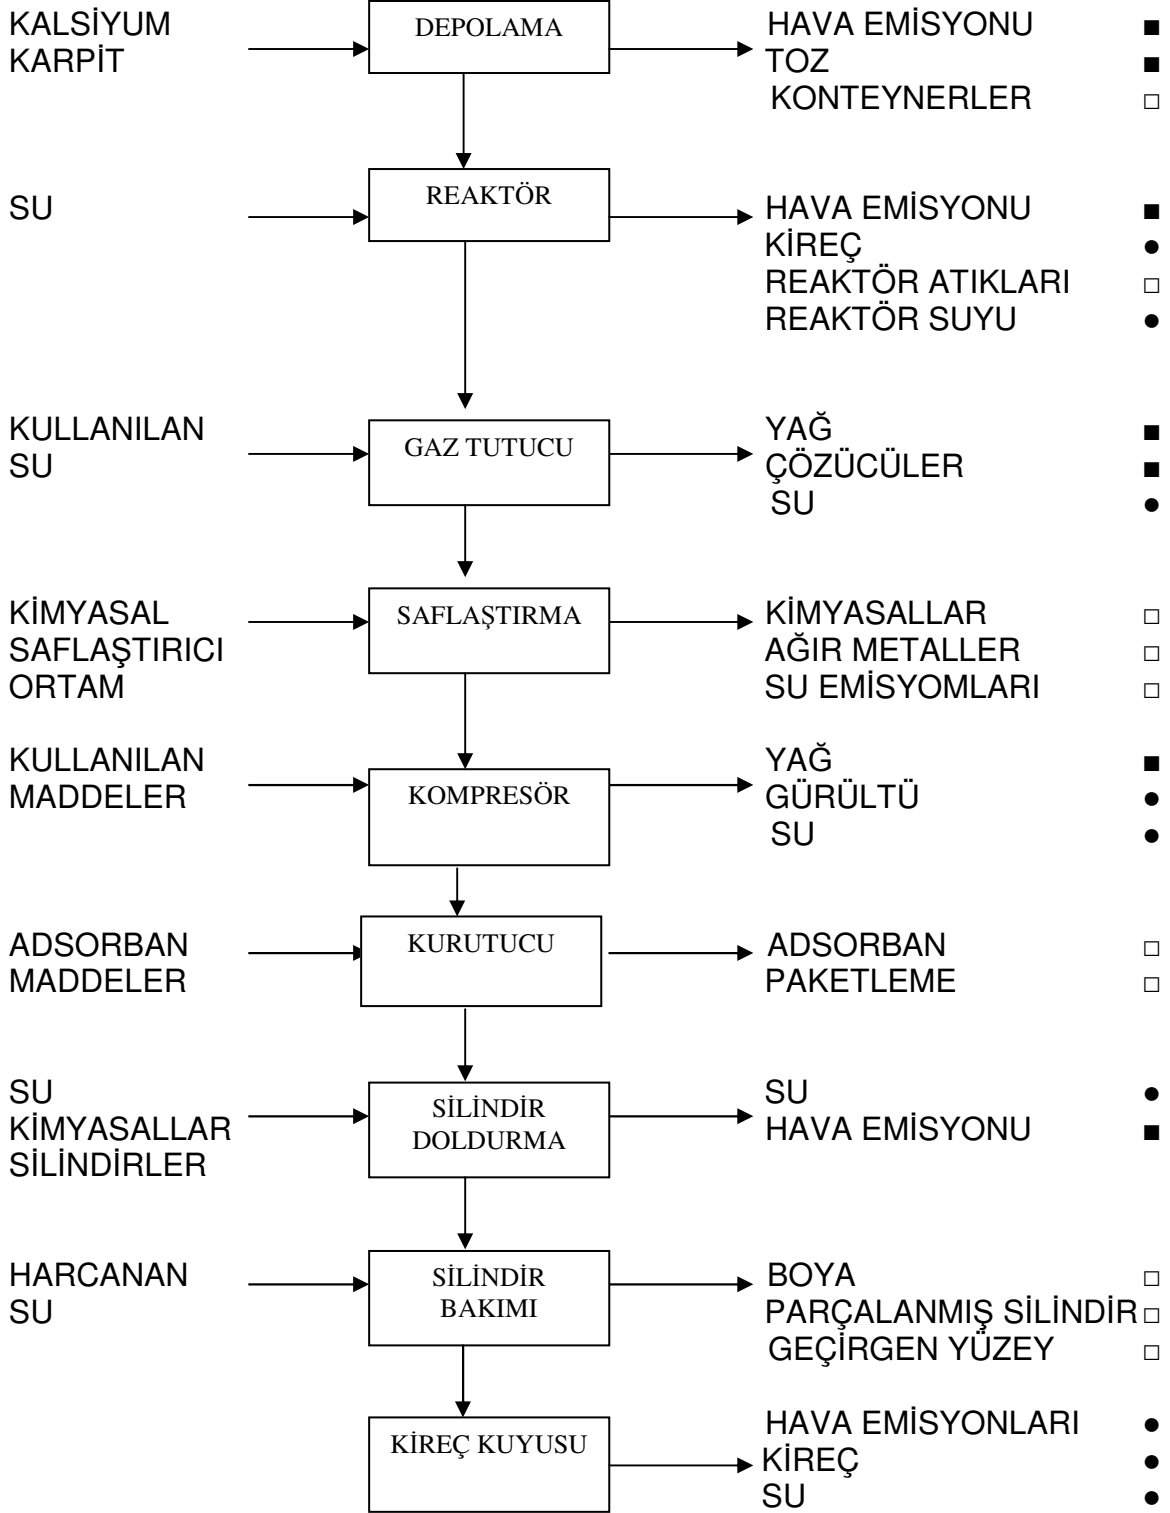 KALSİYUM
KARPİT
DEPOLAMA
HAVA EMİSYONU ■
TOZ ■
KONTEYNERLER □
SU
REAKTÖR
HAVA EMİSYONU ■
KİREÇ ●
REAKTÖR ATIKLARI □
REAKTÖR SUYU ●
KULLANILAN
SU
GAZ TUTUCU
YAĞ ■
ÇÖZÜCÜLER ■
SU ●
KİMYASAL
SAFLAŞTIRICI
ORTAM
SAFLAŞTIRMA
KİMYASALLAR □
AĞIR METALLER □
SU EMİSYOMLARI □
KULLANILAN
MADDELER
KOMPRESÖR
YAĞ ■
GÜRÜLTÜ ●
SU ●
ADSORBAN
MADDELER
KURUTUCU
ADSORBAN □
PAKETLEME □
SU
KİMYASALLAR
SİLİNDİRLER
SİLİNDİR
DOLDURMA
SU ●
HAVA EMİSYONU ■
HARCANAN
SU
SİLİNDİR
BAKIMI
BOYA □
PARÇALANMIŞ SİLİNDİR □
GEÇİRGEN YÜZEY □
KİREÇ KUYUSU
HAVA EMİSYONLARI ●
KİREÇ ●
SU ●